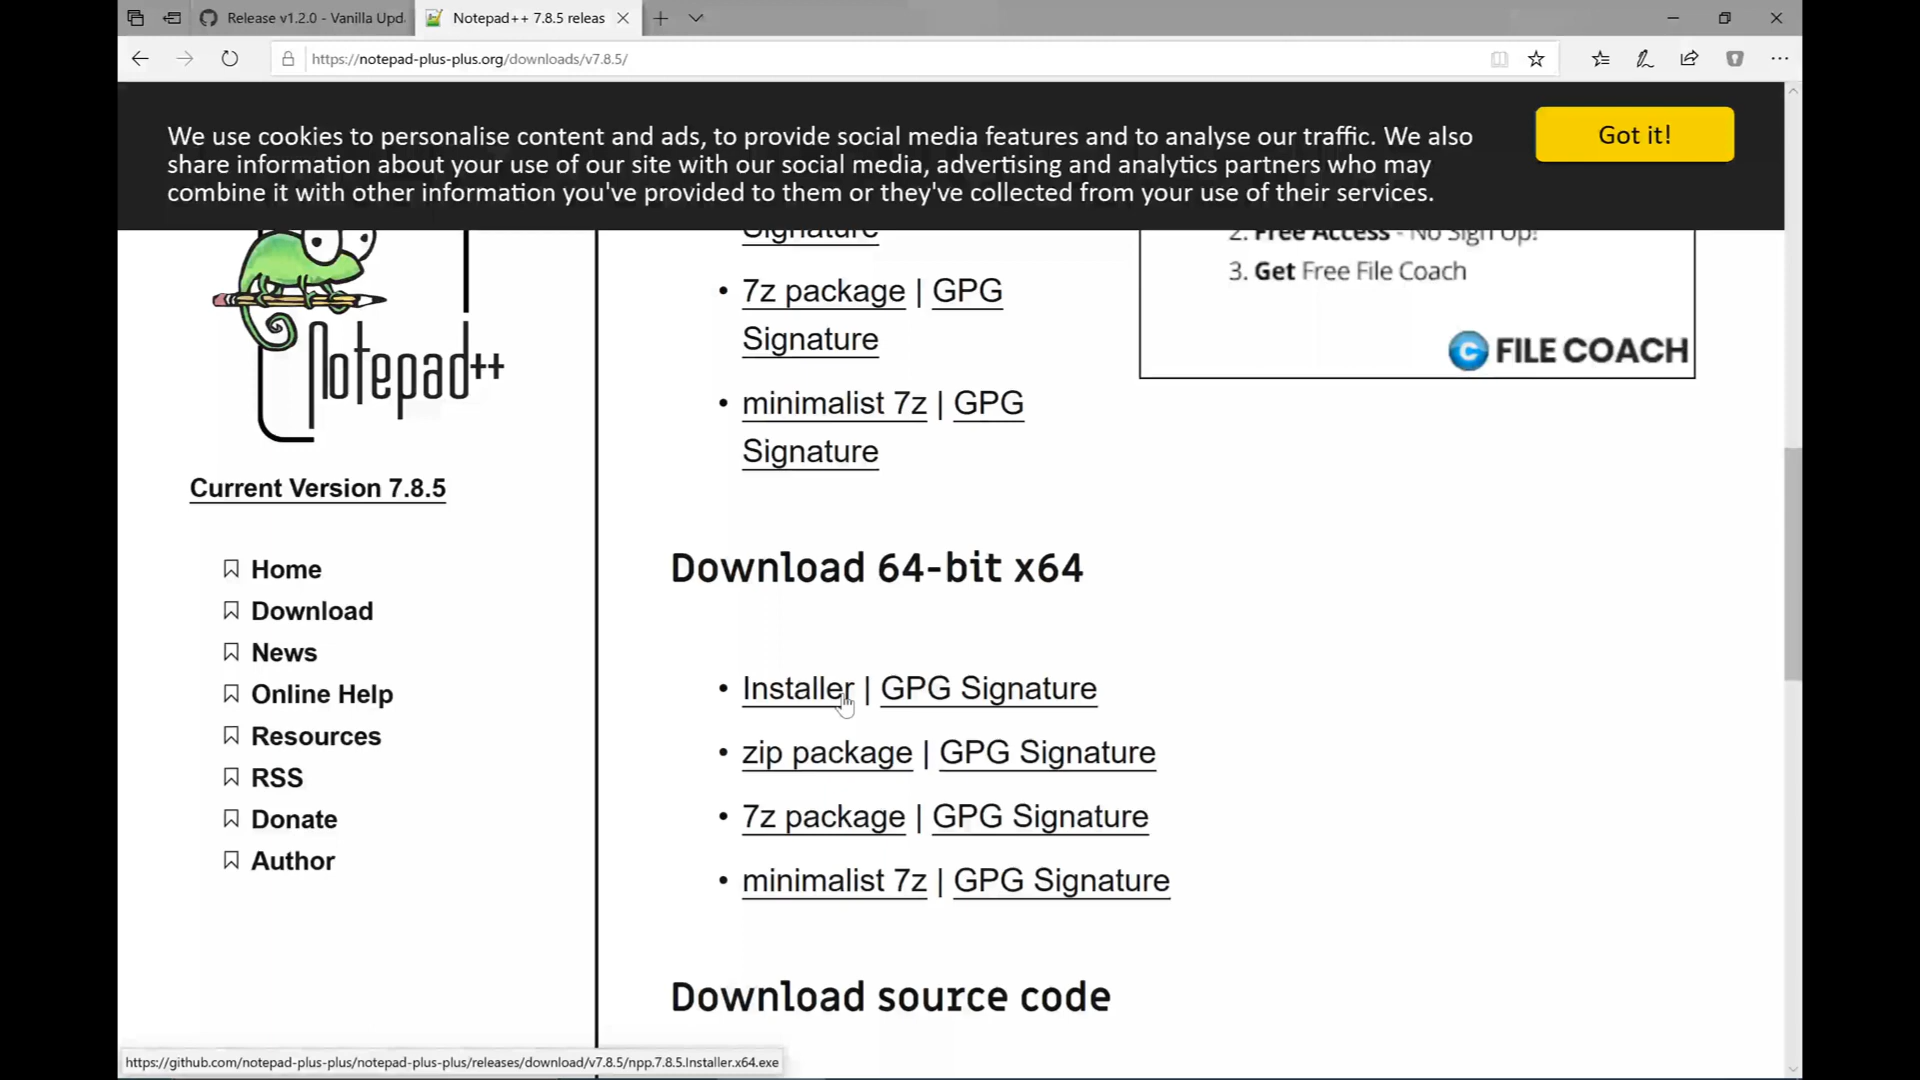 Release v1.2.0 - Vanilla Upd
Notepad++ 7.8.5 releas
https://notepad-plus-plus.org/downloads/v7.8.5/
We use cookies to personalise content and ads, to provide social media features and to analyse our traffic. We also
share information about your use of our site with our social media, advertising and analytics partners who may
combine it with other information you've provided to them or they've collected from your use of their services.
Got it!
Notepad++
Current Version 7.8.5
Home
Download
News
Online Help
Resources
RSS
Donate
Author
Signature
• 7z package | GPG
Signature
• minimalist 7z | GPG
Signature
Download 64-bit x64
• Installer | GPG Signature
• zip package | GPG Signature
• 7z package | GPG Signature
• minimalist 7z | GPG Signature
Download source code
2. Free Access - No Sign Up!
3. Get Free File Coach
C FILE COACH
https://github.com/notepad-plus-plus/notepad-plus-plus/releases/download/v7.8.5/npp.7.8.5.Installer.x64.exe